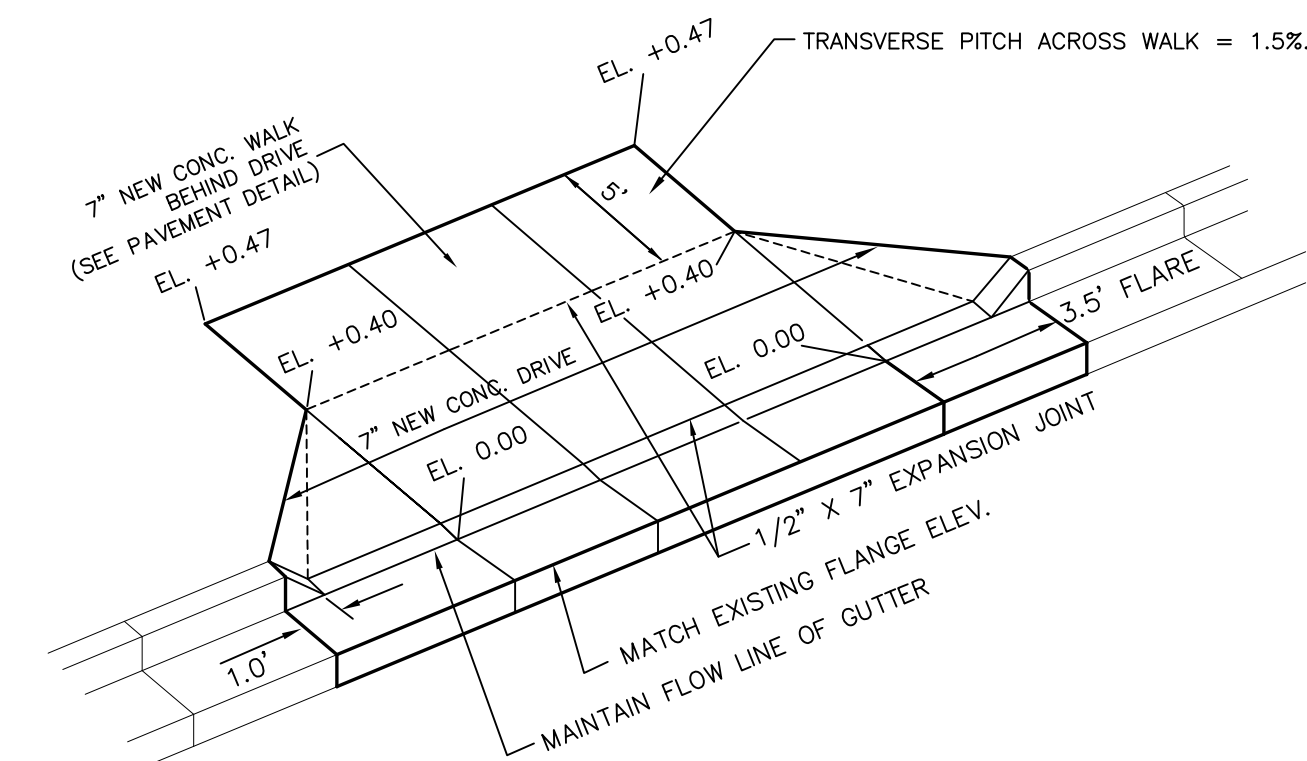 EL. +0.47
TRANSVERSE PITCH ACROSS WALK = 1.5%.
7" NEW CONC. WALK
BEHIND DRIVE
(SEE PAVEMENT DETAIL)
EL. +0.47
5'
EL. +0.40
EL. +0.40
3.5' FLARE
EL. 0.00
7" NEW CONC. DRIVE
EL. 0.00
1/2" X 7" EXPANSION JOINT
MATCH EXISTING FLANGE ELEV.
MAINTAIN FLOW LINE OF GUTTER
1.0'